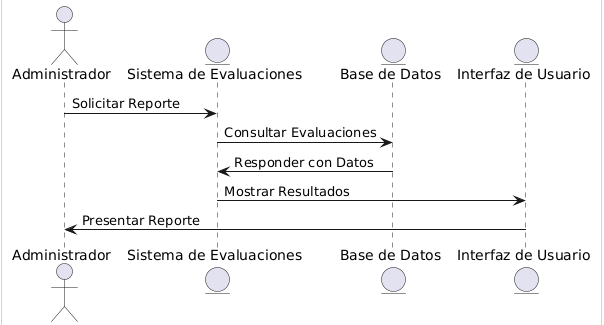 Administrador Sistema de Evaluaciones Base de Datos Interfaz de Usuario
Solicitar Reporte
Consultar Evaluaciones
Responder con Datos
Mostrar Resultados
Presentar Reporte
Administrador Sistema de Evaluaciones Base de Datos Interfaz de Usuario